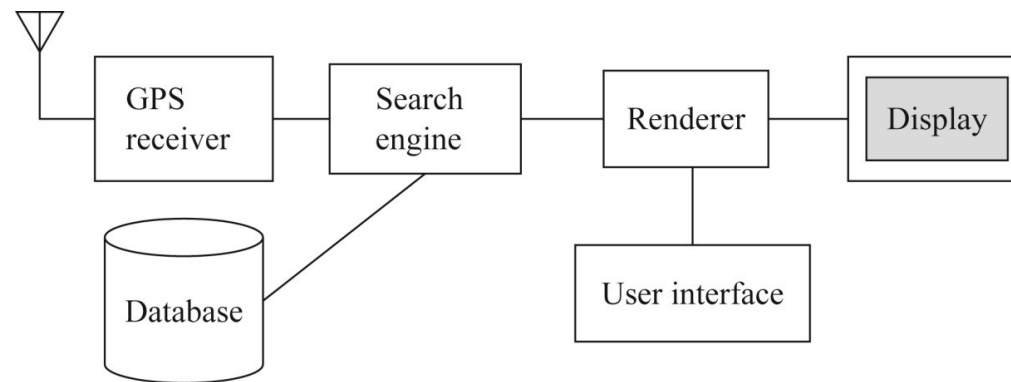 GPS
receiver
Search
engine
Renderer
Display
Database
User interface